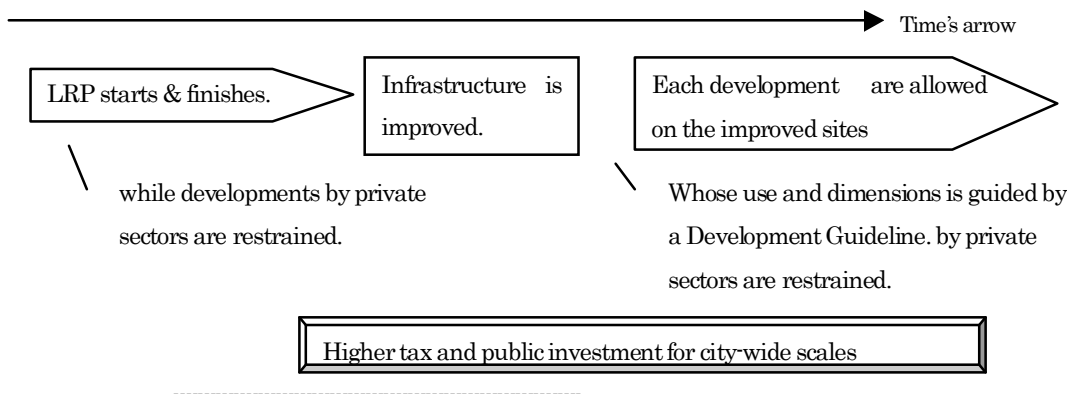 Time’s arrow
LRP starts & finishes.
Infrastructure is
improved.
Each development are allowed
on the improved sites
while developments by private
sectors are restrained.
Whose use and dimensions is guided by
a Development Guideline. by private
sectors are restrained.
Higher tax and public investment for city-wide scales